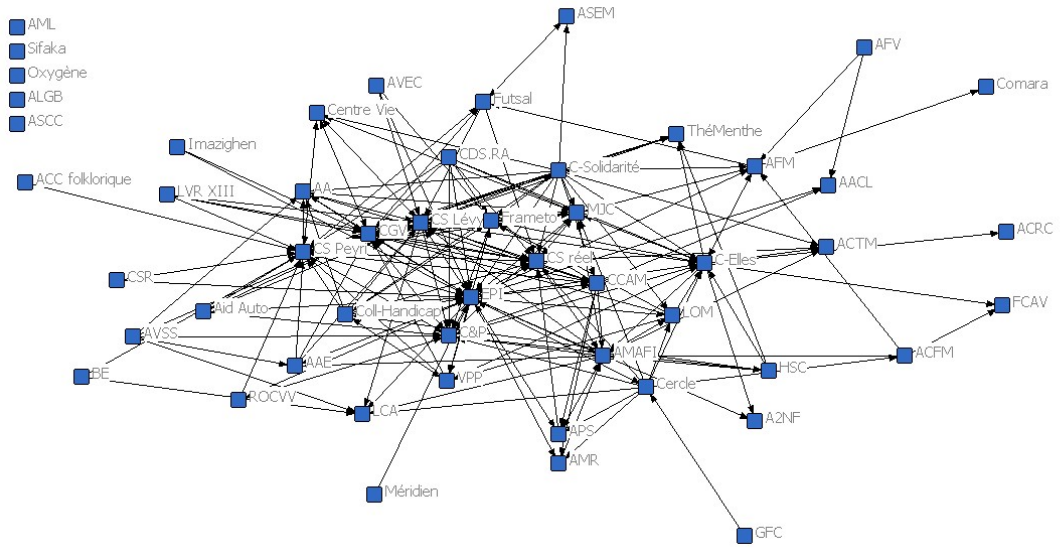 AML
Sifaka
Oxygène
ALGB
ASCC
ASEM
AFV
AVEC
Comara
Futsal
Centre Vie
ThéMenthe
Imazighen
CDS.RA
C-Solidarité
AFM
ACC folklorique
LVR XIII
AA
AACL
MJC
CS Lévy
Frameto
CGV
ACRC
ACTM
CS Peyri
CS réel
C-Elles
CSR
CCAM
EPI
FCAV
Aid Auto
Coll-Handicap
LOM
AVSS
C&P
AMAFI
ACFM
AAE
HSC
BE
VPP
Cercle
ROCVV
LCA
A2NF
APS
AMR
Méridien
GFC